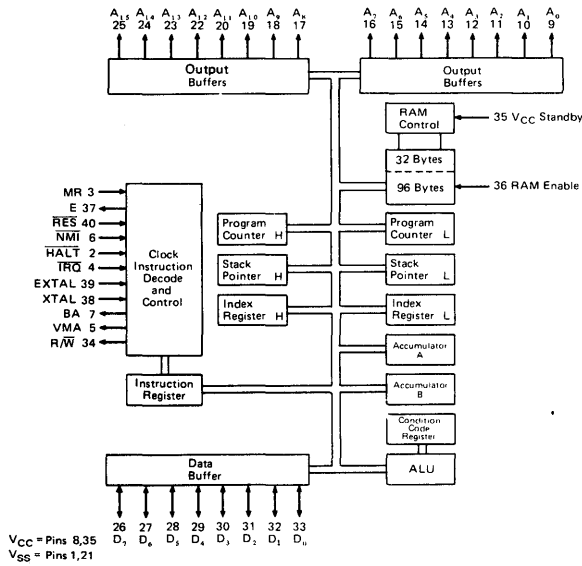 A15 A14 A13 A12 A11 A10 A9 A8
25 24 23 22 20 19 18 17
A7 A6 A5 A4 A3 A2 A1 A0
16 15 14 13 12 11 10 9
Output
Buffers
Output
Buffers
RAM
Control
35 VCC Standby
32 Bytes
96 Bytes
36 RAM Enable
MR 3
E 37
RES 40
NMI 6
HALT 2
IRQ 4
EXTAL 39
XTAL 38
BA 7
VMA 5
R/W 34
Clock
Instruction
Decode
and
Control
Program
Counter H
Program
Counter L
Stack
Pointer H
Stack
Pointer L
Index
Register H
Index
Register L
Accumulator
A
Instruction
Register
Accumulator
B
Condition
Code
Register
ALU
Data
Buffer
26 27 28 29 30 31 32 33
D7 D6 D5 D4 D3 D2 D1 D0
VCC = Pins 8,35
VSS = Pins 1,21